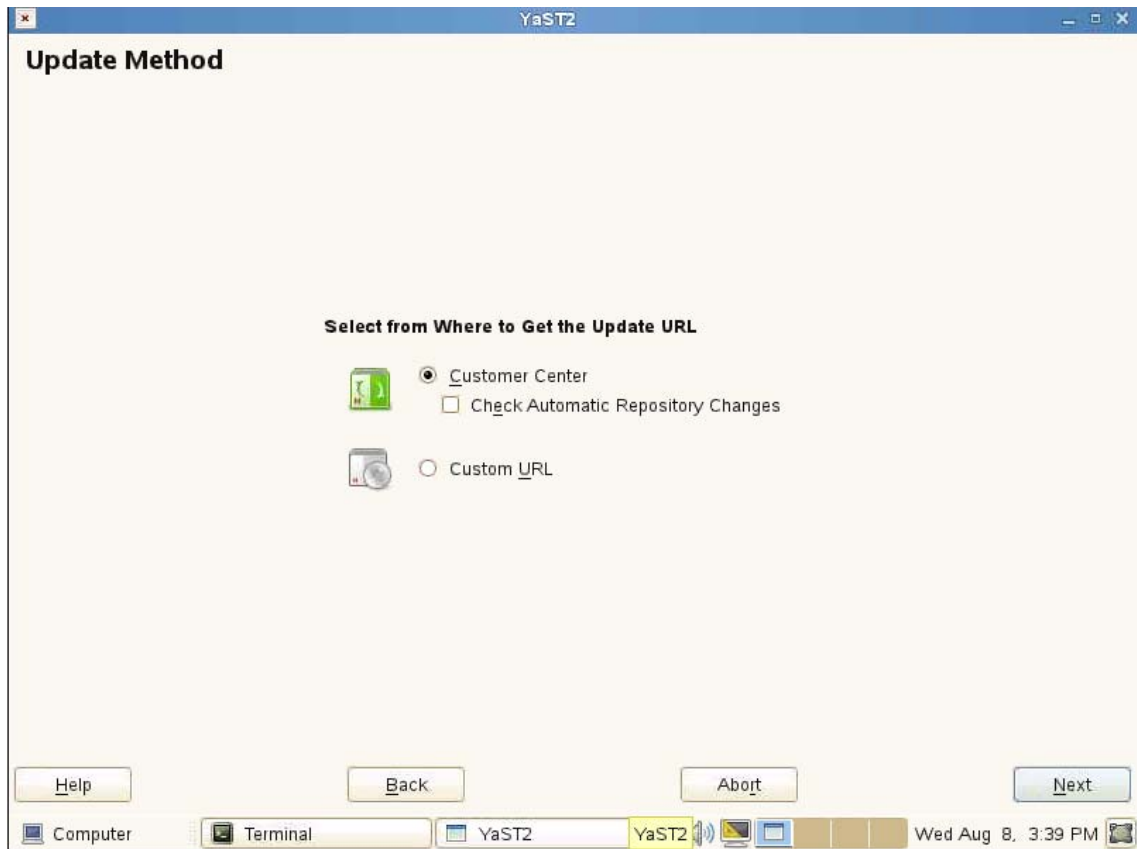 YaST2
Update Method
Select from Where to Get the Update URL
Customer Center
Check Automatic Repository Changes
Custom URL
Help
Back
Abort
Next
Computer
Terminal
YaST2
YaST2
Wed Aug 8, 3:39 PM